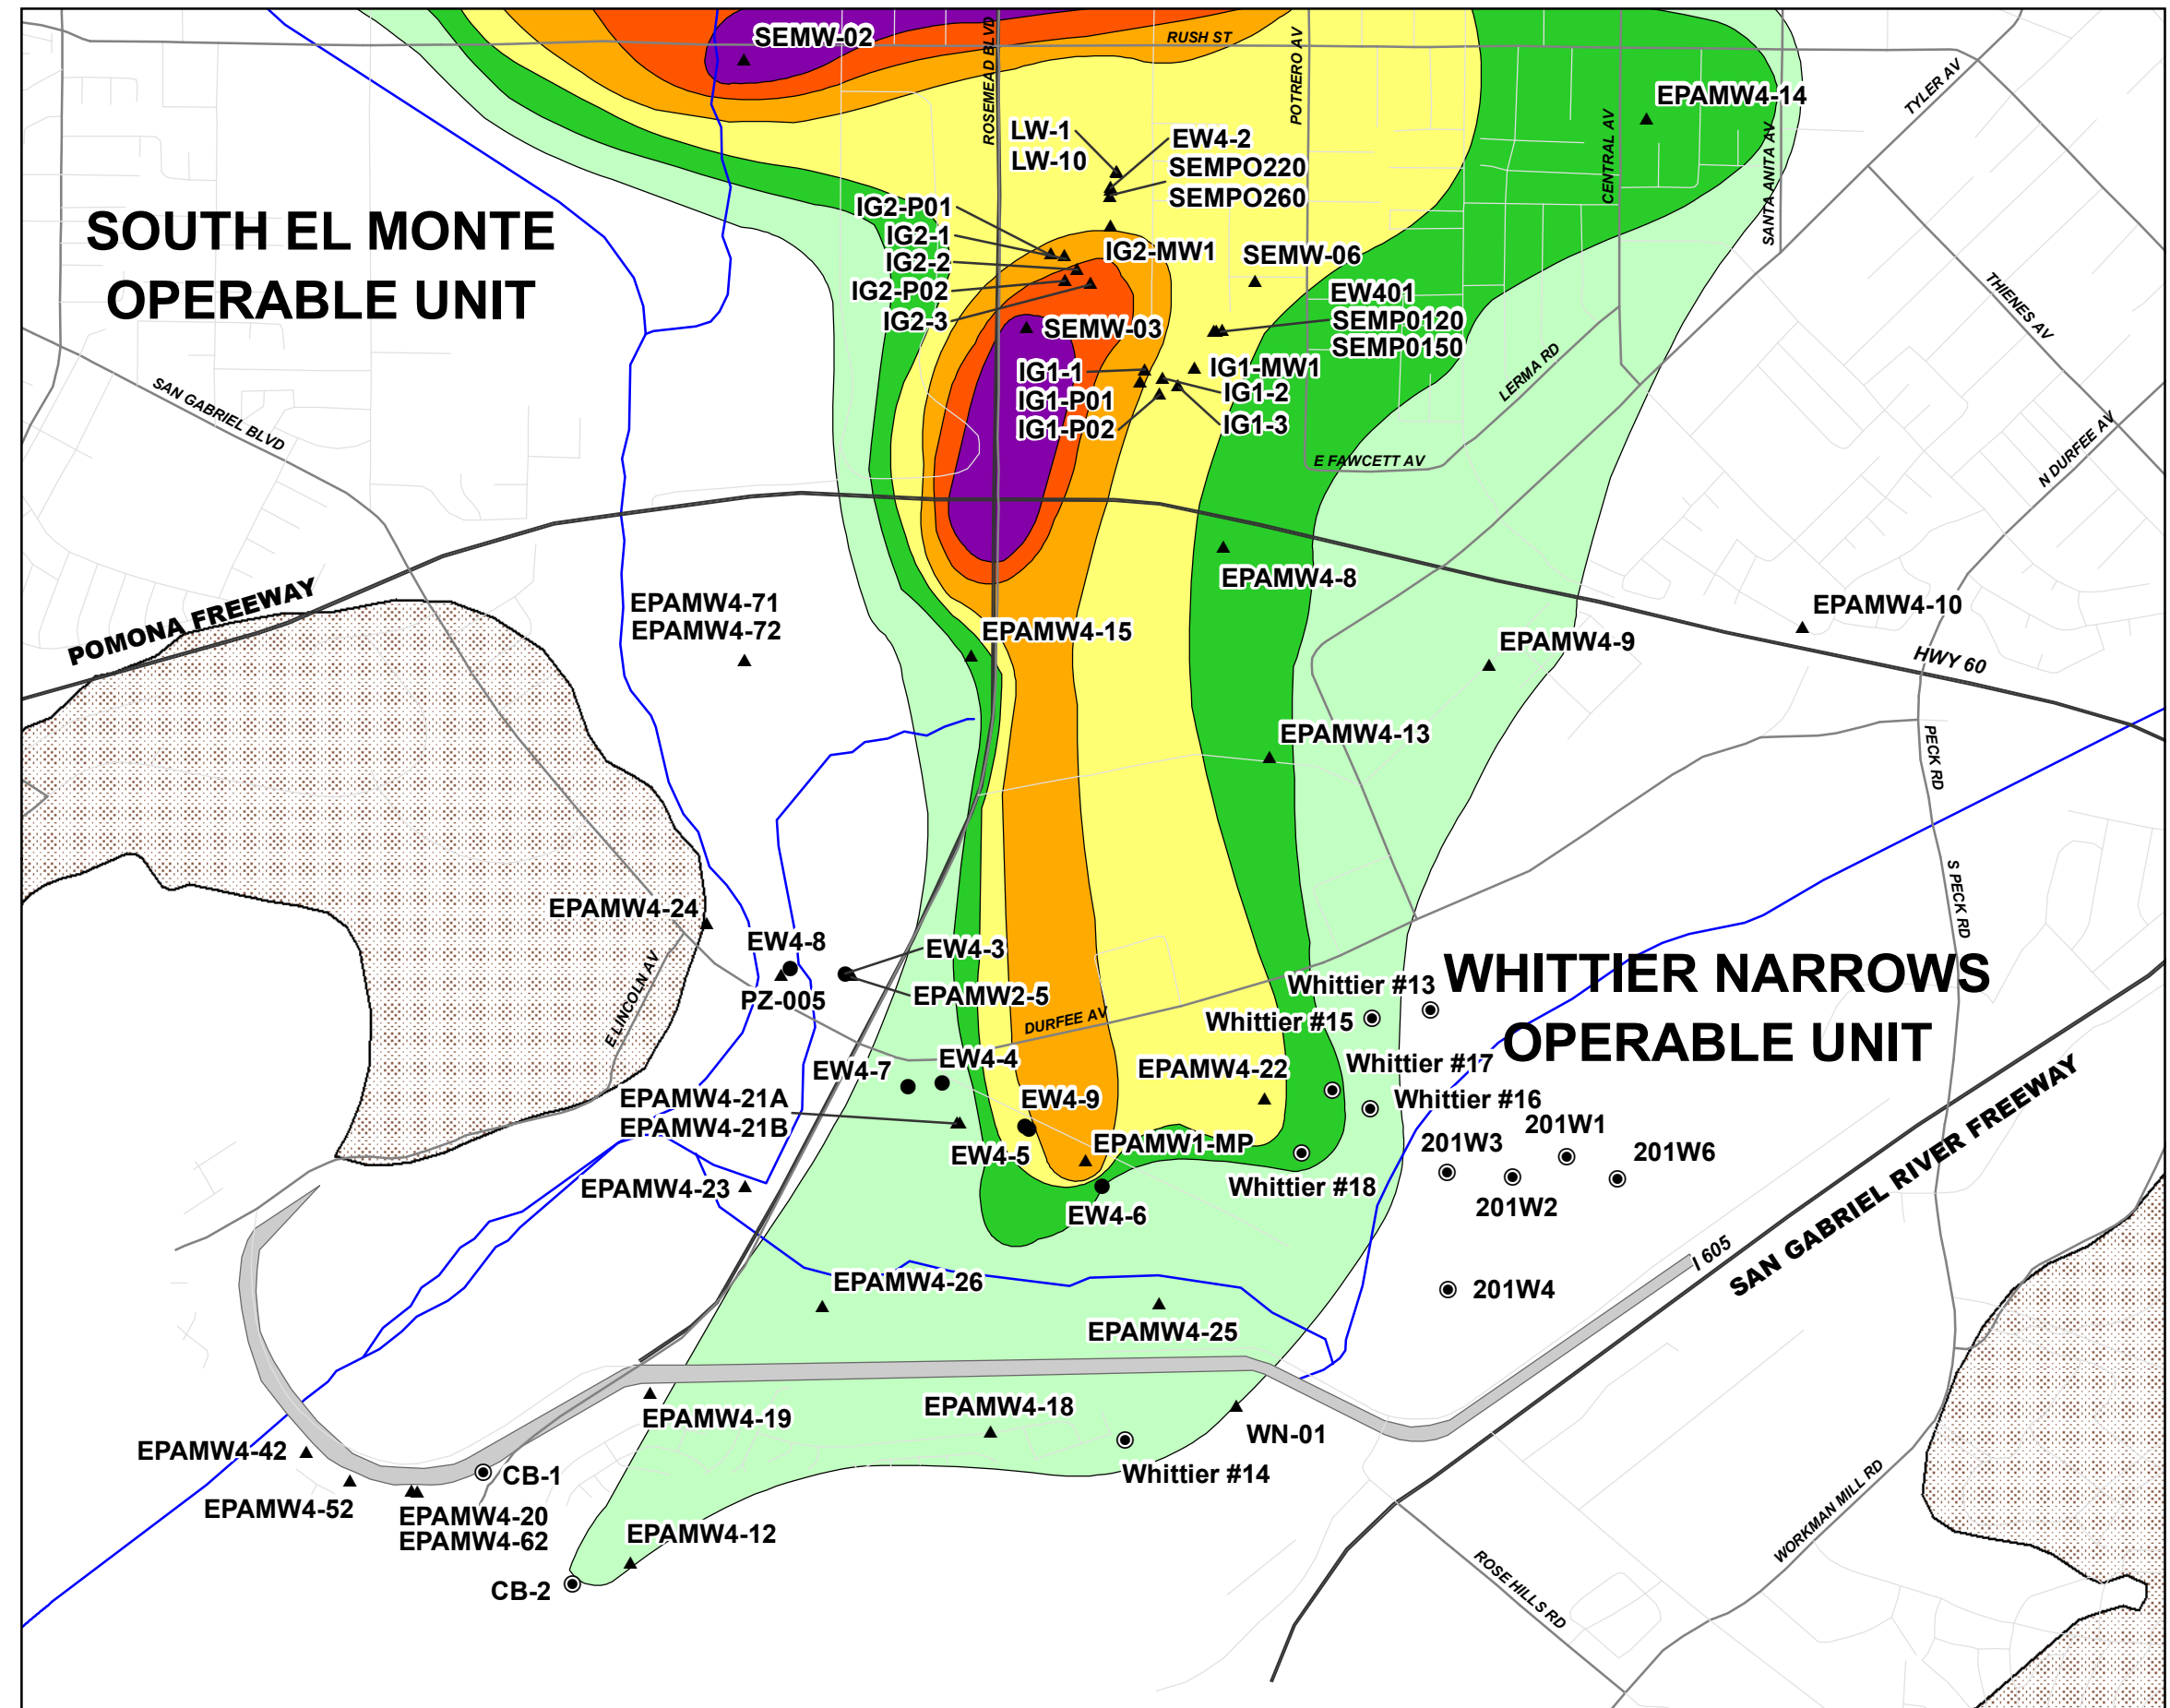 SEMW-02
ROSEMEAD BLVD
RUSH ST
POTRERO AV
CENTRAL AV
EPAMW4-14
SANTA ANITA AV
TYLER AV
LW-1
LW-10
EW4-2
SEMPO220
SEMPO260
SOUTH EL MONTE
OPERABLE UNIT
IG2-P01
IG2-1
IG2-2
IG2-P02
IG2-3
IG2-MW1
SEMW-06
EW401
SEMP0120
SEMP0150
THIENES AV
SEMW-03
IG1-1
IG1-P01
IG1-P02
IG1-MW1
IG1-2
IG1-3
LERMA RD
SAN GABRIEL BLVD
E FAWCETT AV
N DURFEE AV
POMONA FREEWAY
EPAMW4-71
EPAMW4-72
EPAMW4-15
EPAMW4-8
EPAMW4-9
EPAMW4-10
HWY 60
EPAMW4-13
PECK RD
S PECK RD
EPAMW4-24
EW4-8
PZ-005
EW4-3
EPAMW2-5
E LINCOLN AV
DURFEE AV
Whittier #13
Whittier #15
WHITTIER NARROWS
OPERABLE UNIT
EW4-7
EW4-4
EPAMW4-22
Whittier #17
Whittier #16
EPAMW4-21A
EPAMW4-21B
EW4-9
EW4-5
EPAMW1-MP
201W3
201W1
201W6
201W2
EPAMW4-23
Whittier #18
EW4-6
SAN GABRIEL RIVER FREEWAY
I 605
EPAMW4-26
201W4
EPAMW4-25
EPAMW4-19
EPAMW4-18
WN-01
EPAMW4-42
CB-1
Whittier #14
EPAMW4-52
EPAMW4-20
EPAMW4-62
EPAMW4-12
CB-2
ROSE HILLS RD
WORKMAN MILL RD